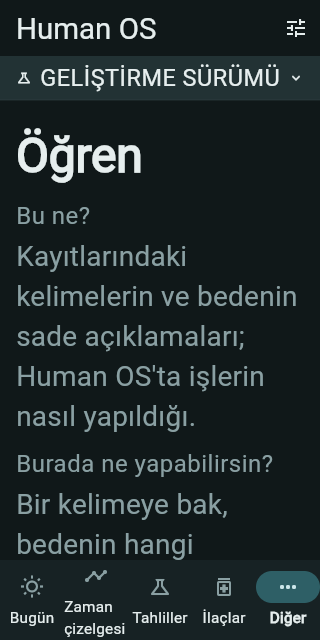 Human OS
GELİŞTİRME SÜRÜMÜ
Öğren
Bu ne?
Kayıtlarındaki
kelimelerin ve bedenin
sade açıklamaları;
Human OS'ta işlerin
nasıl yapıldığı.
Burada ne yapabilirsin?
Bir kelimeye bak,
bedenin hangi
Bugün
Zaman
çizelgesi
Tahliller
İlaçlar
Diğer